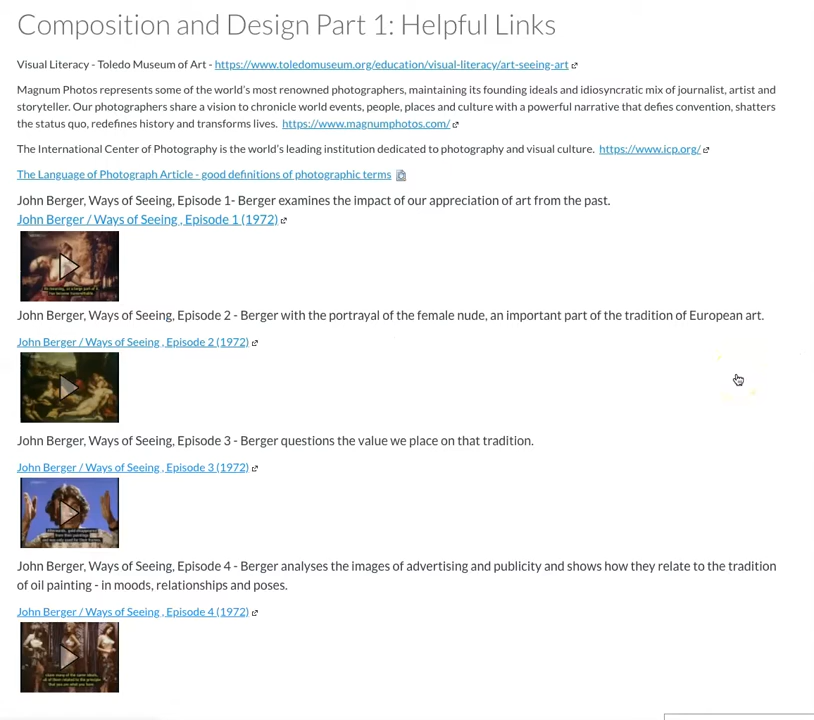 Composition and Design Part 1: Helpful Links
Visual Literacy - Toledo Museum of Art - https://www.toledomuseum.org/education/visual-literacy/art-seeing-art
Magnum Photos represents some of the world's most renowned photographers, maintaining its founding ideals and idiosyncratic mix of journalist, artist and
storyteller. Our photographers share a vision to chronicle world events, people, places and culture with a powerful narrative that defies convention, shatters
the status quo, redefines history and transforms lives. https://www.magnumphotos.com/
The International Center of Photography is the world's leading institution dedicated to photography and visual culture. https://www.icp.org/
The Language of Photograph Article - good definitions of photographic terms
John Berger, Ways of Seeing, Episode 1- Berger examines the impact of our appreciation of art from the past.
John Berger / Ways of Seeing , Episode 1 (1972)
John Berger, Ways of Seeing, Episode 2 - Berger with the portrayal of the female nude, an important part of the tradition of European art.
John Berger / Ways of Seeing , Episode 2 (1972)
John Berger, Ways of Seeing, Episode 3 - Berger questions the value we place on that tradition.
John Berger / Ways of Seeing , Episode 3 (1972)
John Berger, Ways of Seeing, Episode 4 - Berger analyses the images of advertising and publicity and shows how they relate to the tradition
of oil painting - in moods, relationships and poses.
John Berger / Ways of Seeing , Episode 4 (1972)